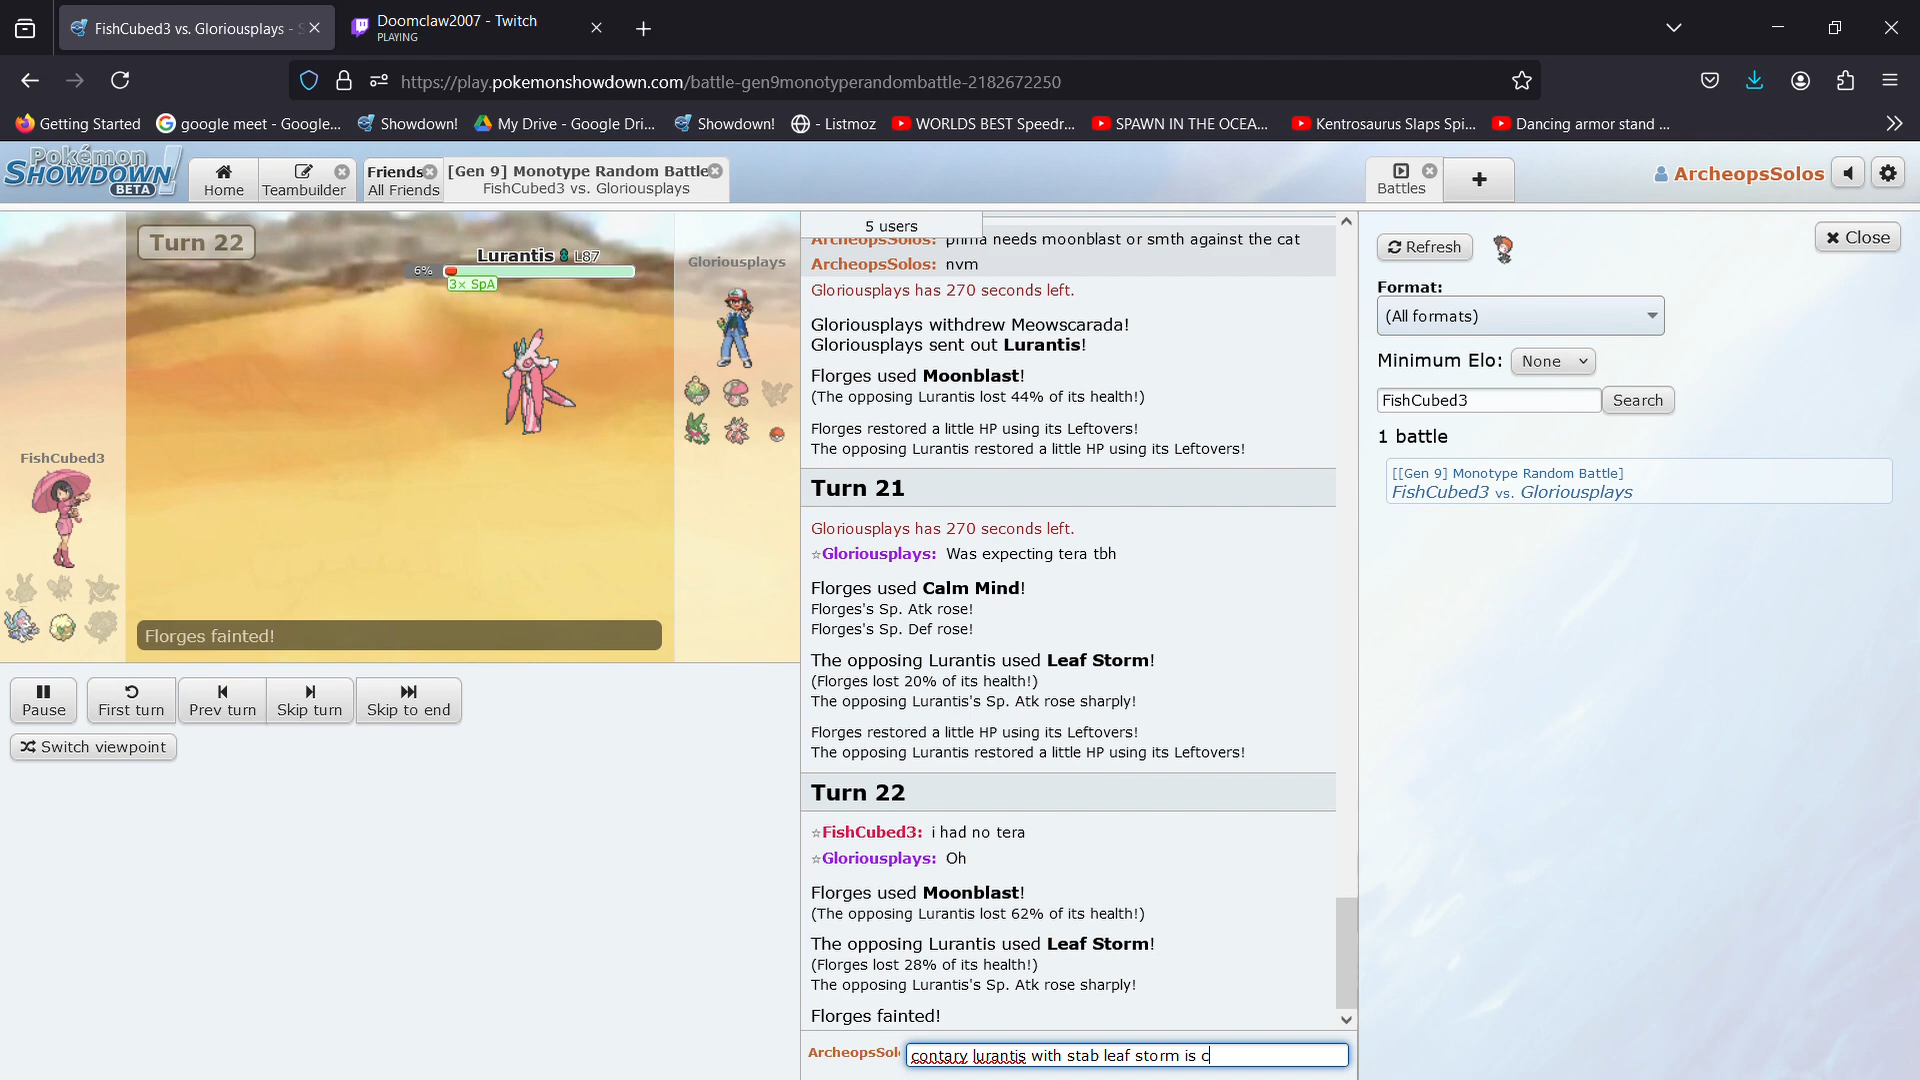 FishCubed3 vs. Gloriousplays - S
Doomclaw2007 - Twitch
PLAYING
https://play.pokemonshowdown.com/battle-gen9monotyperandombattle-2182672250
Getting Started
google meet - Google...
Showdown!
My Drive - Google Dri...
Showdown!
- Listmoz
WORLDS BEST Speedr...
SPAWN IN THE OCEA...
Kentrosaurus Slaps Spi...
Dancing armor stand ...
Pokémon
SHOWDOWN!
BETA
Home
Teambuilder
Friends
All Friends
[Gen 9] Monotype Random Battle
FishCubed3 vs. Gloriousplays
Battles
ArcheopsSolos
Turn 22
Lurantis L87
6%
3× SpA
Gloriousplays
FishCubed3
Florges fainted!
Pause
First turn
Prev turn
Skip turn
Skip to end
Switch viewpoint
5 users
ArcheopsSolos: prima needs moonblast or smth against the cat
ArcheopsSolos: nvm
Gloriousplays has 270 seconds left.
Gloriousplays withdrew Meowscarada!
Gloriousplays sent out Lurantis!
Florges used Moonblast!
(The opposing Lurantis lost 44% of its health!)
Florges restored a little HP using its Leftovers!
The opposing Lurantis restored a little HP using its Leftovers!
Turn 21
Gloriousplays has 270 seconds left.
☆Gloriousplays: Was expecting tera tbh
Florges used Calm Mind!
Florges's Sp. Atk rose!
Florges's Sp. Def rose!
The opposing Lurantis used Leaf Storm!
(Florges lost 20% of its health!)
The opposing Lurantis's Sp. Atk rose sharply!
Florges restored a little HP using its Leftovers!
The opposing Lurantis restored a little HP using its Leftovers!
Turn 22
☆FishCubed3: i had no tera
☆Gloriousplays: Oh
Florges used Moonblast!
(The opposing Lurantis lost 62% of its health!)
The opposing Lurantis used Leaf Storm!
(Florges lost 28% of its health!)
The opposing Lurantis's Sp. Atk rose sharply!
Florges fainted!
ArcheopsSol
contary lurantis with stab leaf storm is c
Refresh
Close
Format:
(All formats)
Minimum Elo: None
FishCubed3
Search
1 battle
[[Gen 9] Monotype Random Battle]
FishCubed3 vs. Gloriousplays